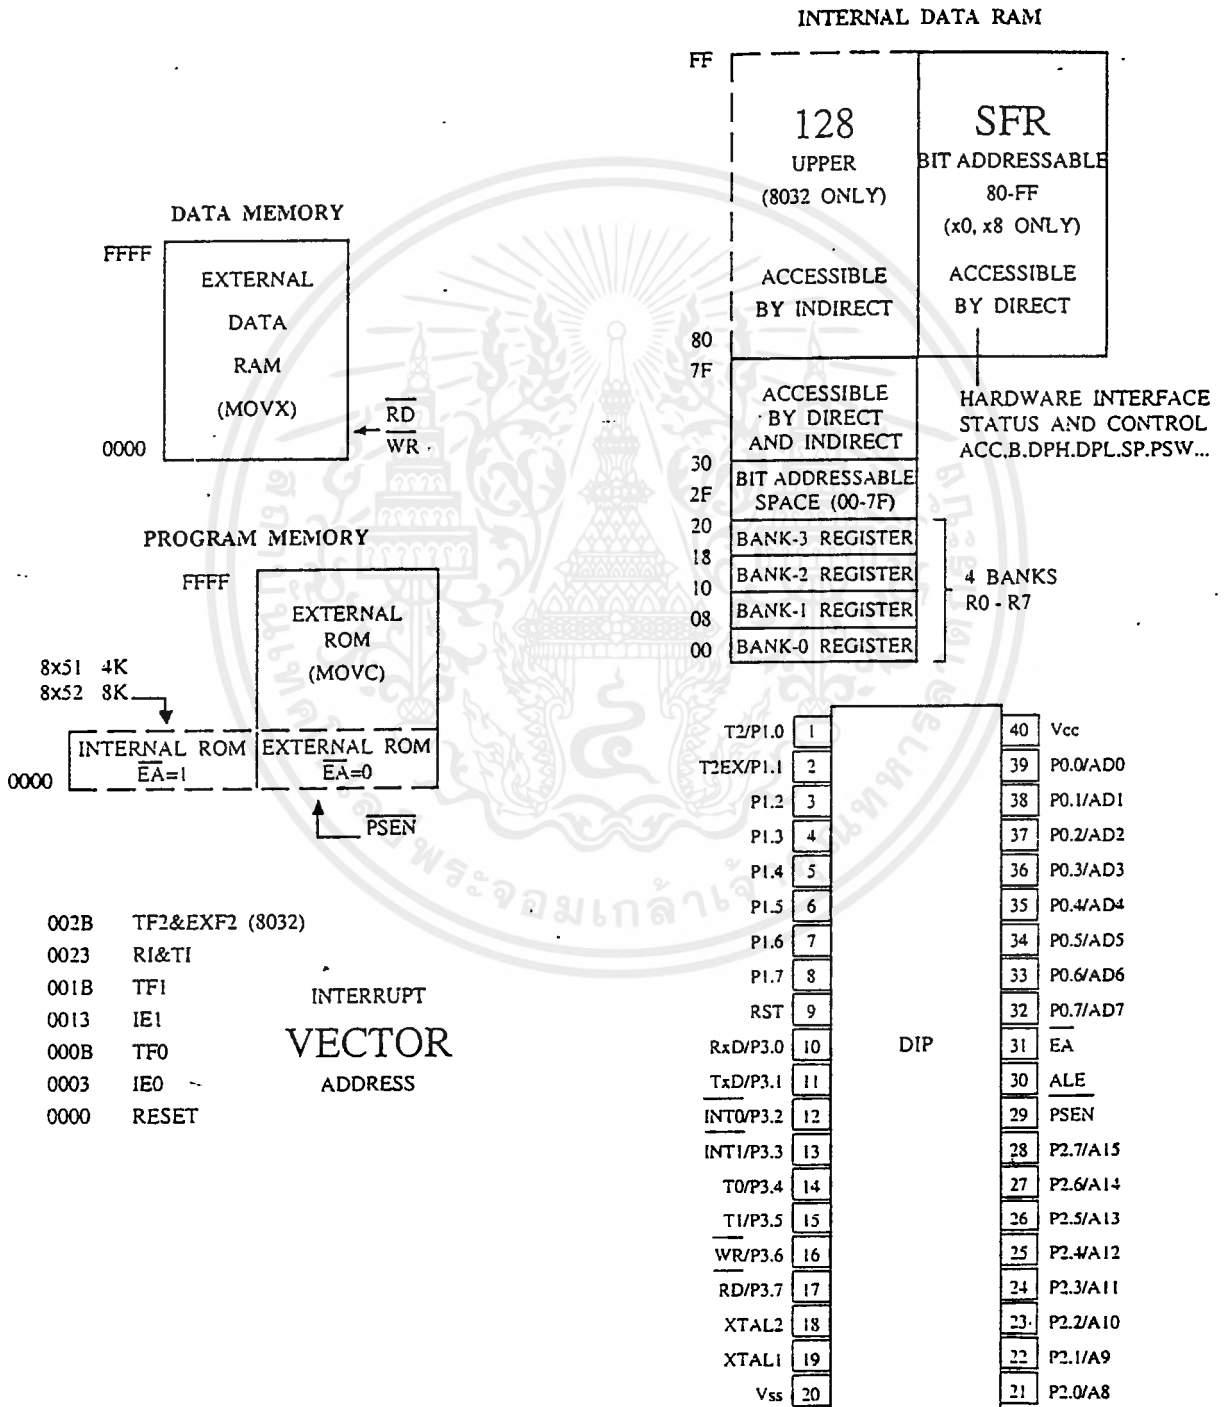 INTERNAL DATA RAM
FF
128
UPPER
(8032 ONLY)
ACCESSIBLE
BY INDIRECT
SFR
BIT ADDRESSABLE
80-FF
(x0, x8 ONLY)
ACCESSIBLE
BY DIRECT
80
7F
ACCESSIBLE
BY DIRECT
AND INDIRECT
HARDWARE INTERFACE
STATUS AND CONTROL
ACC.B.DPH.DPL.SP.PSW...
30
2F
BIT ADDRESSABLE
SPACE (00-7F)
20
BANK-3 REGISTER
18
BANK-2 REGISTER
10
BANK-1 REGISTER
08
BANK-0 REGISTER
00
4 BANKS
R0 - R7
DATA MEMORY
FFFF
EXTERNAL
DATA
RAM
(MOVX)
0000
RD
WR
PROGRAM MEMORY
FFFF
EXTERNAL
ROM
(MOVC)
8x51 4K
8x52 8K
INTERNAL ROM
EA=1
EXTERNAL ROM
EA=0
0000
PSEN
002B TF2&EXF2 (8032)
0023 RI&TI
001B TF1
0013 IE1
000B TF0
0003 IE0
0000 RESET
INTERRUPT
VECTOR
ADDRESS
T2/P1.0 1
T2EX/P1.1 2
P1.2 3
P1.3 4
P1.4 5
P1.5 6
P1.6 7
P1.7 8
RST 9
RxD/P3.0 10
TxD/P3.1 11
INT0/P3.2 12
INT1/P3.3 13
T0/P3.4 14
T1/P3.5 15
WR/P3.6 16
RD/P3.7 17
XTAL2 18
XTAL1 19
Vss 20
DIP
40 Vcc
39 P0.0/AD0
38 P0.1/AD1
37 P0.2/AD2
36 P0.3/AD3
35 P0.4/AD4
34 P0.5/AD5
33 P0.6/AD6
32 P0.7/AD7
31 EA
30 ALE
29 PSEN
28 P2.7/A15
27 P2.6/A14
26 P2.5/A13
25 P2.4/A12
24 P2.3/A11
23 P2.2/A10
22 P2.1/A9
21 P2.0/A8